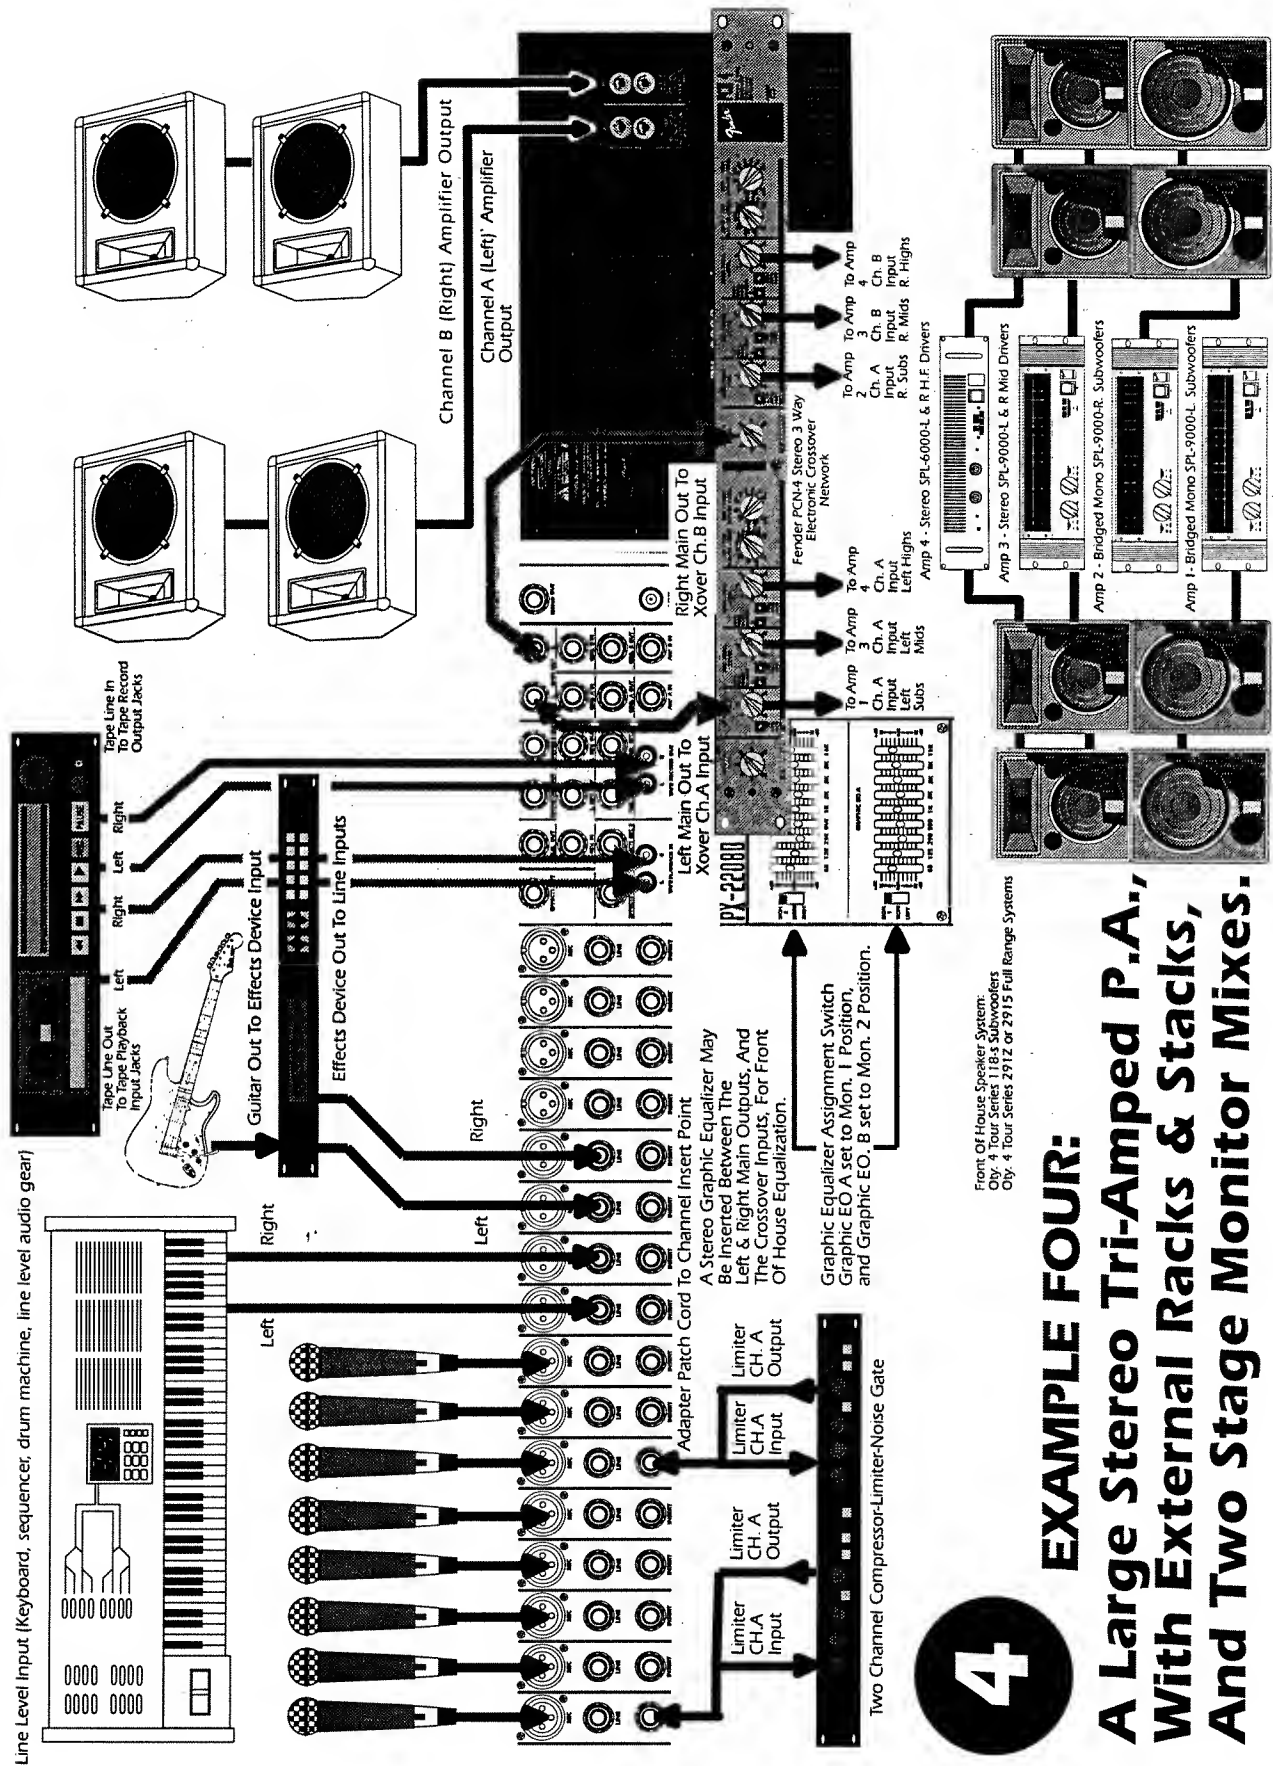 Line Level Input (Keyboard, sequencer, drum machine, line level audio gear)
Tape Line Out
To Tape Playback
Input Jacks
Left
Right
Left
Right
Tape Line In
To Tape Record
Output Jacks
PAUSE
Guitar Out To Effects Device Input
Effects Device Out To Line Inputs
Left
Right
Left
Right
Channel B (Right) Amplifier Output
Channel A (Left)' Amplifier
Output
Adapter Patch Cord To Channel Insert Point
A Stereo Graphic Equalizer May
Be Inserted Between The
Left & Right Main Outputs, And
The Crossover Inputs, For Front
Of House Equalization.
Left Main Out To
Xover Ch.A Input
Right Main Out To
Xover Ch.B Input
Limiter
CH.A
Input
Limiter
CH. A
Output
Limiter
CH.A
Input
Limiter
CH. A
Output
Two Channel Compressor-Limiter-Noise Gate
Graphic Equalizer Assignment Switch
Graphic EQ A set to Mon. 1 Position,
and Graphic EQ. B set to Mon. 2 Position.
PX-2208D
To Amp
1
Ch. A
Input
Left
Subs
To Amp
3
Ch. A
Input
Left
Mids
To Amp
4
Ch. A
Input
Left Highs
Fender PCN-4 Stereo 3 Way
Electronic Crossover
Network
To Amp
2
Ch. A
Input
R. Subs
To Amp
3
Ch. B
Input
R. Mids
To Amp
4
Ch. B
Input
R. Highs
Amp 4 - Stereo SPL-6000-L & R H.F. Drivers
Amp 3 - Stereo SPL-9000-L & R Mid Drivers
Amp 2 - Bridged Mono SPL-9000-R. Subwoofers
Amp 1 - Bridged Mono SPL-9000-L. Subwoofers
Front Of House Speaker System:
Qty. 4 Tour Series 118-s Subwoofers
Qty. 4 Tour Series 2912 or 2915 Full Range Systems
4
EXAMPLE FOUR:
A Large Stereo Tri-Amped P.A.,
With External Racks & Stacks,
And Two Stage Monitor Mixes.